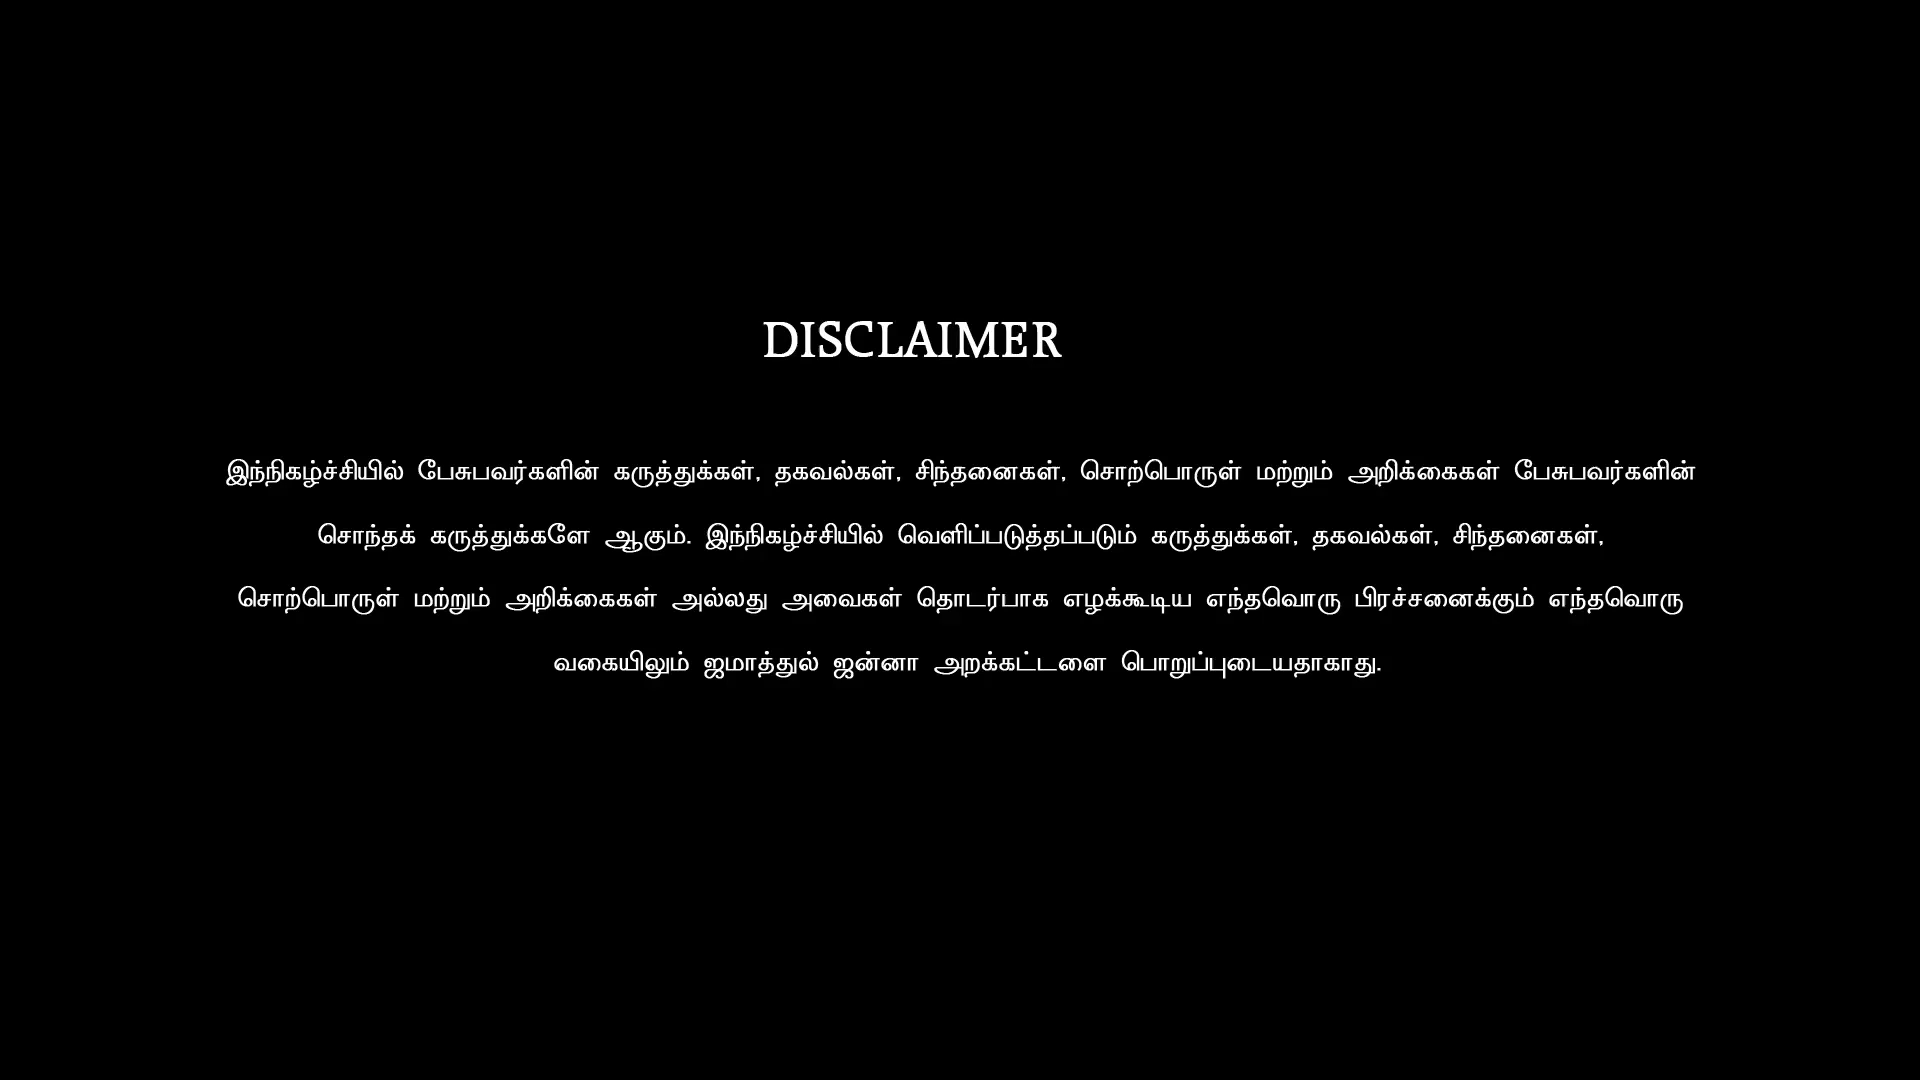 DISCLAIMER
இந்நிகழ்ச்சியில் பேசுபவர்களின் கருத்துக்கள், தகவல்கள், சிந்தனைகள், சொற்பொருள் மற்றும் அறிக்கைகள் பேசுபவர்களின்
சொந்தக் கருத்துக்களே ஆகும். இந்நிகழ்ச்சியில் வெளிப்படுத்தப்படும் கருத்துக்கள், தகவல்கள், சிந்தனைகள்,
சொற்பொருள் மற்றும் அறிக்கைகள் அல்லது அவைகள் தொடர்பாக எழக்கூடிய எந்தவொரு பிரச்சனைக்கும் எந்தவொரு
வகையிலும் ஜமாத்துல் ஜன்னா அறக்கட்டளை பொறுப்புடையதாகாது.